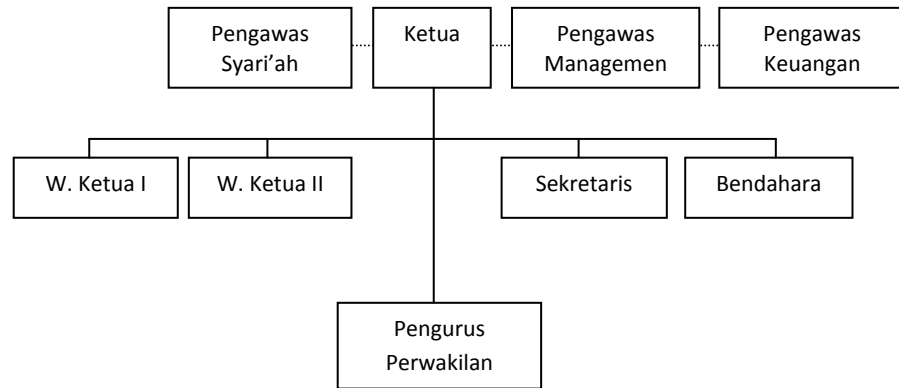 Pengawas
Syari’ah
Ketua
Pengawas
Managemen
Pengawas
Keuangan
W. Ketua I
W. Ketua II
Sekretaris
Bendahara
Pengurus
Perwakilan